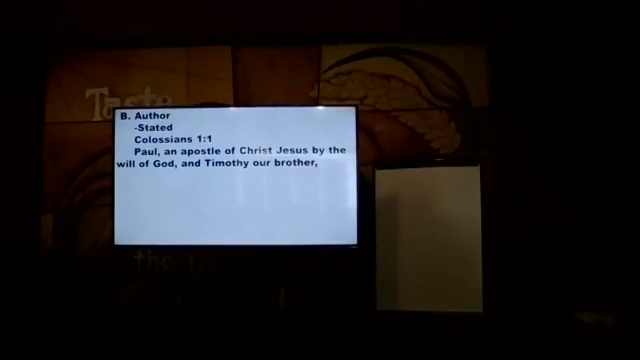 Taste
B. Author
-Stated
Colossians 1:1
Paul, an apostle of Christ Jesus by the
will of God, and Timothy our brother,
the